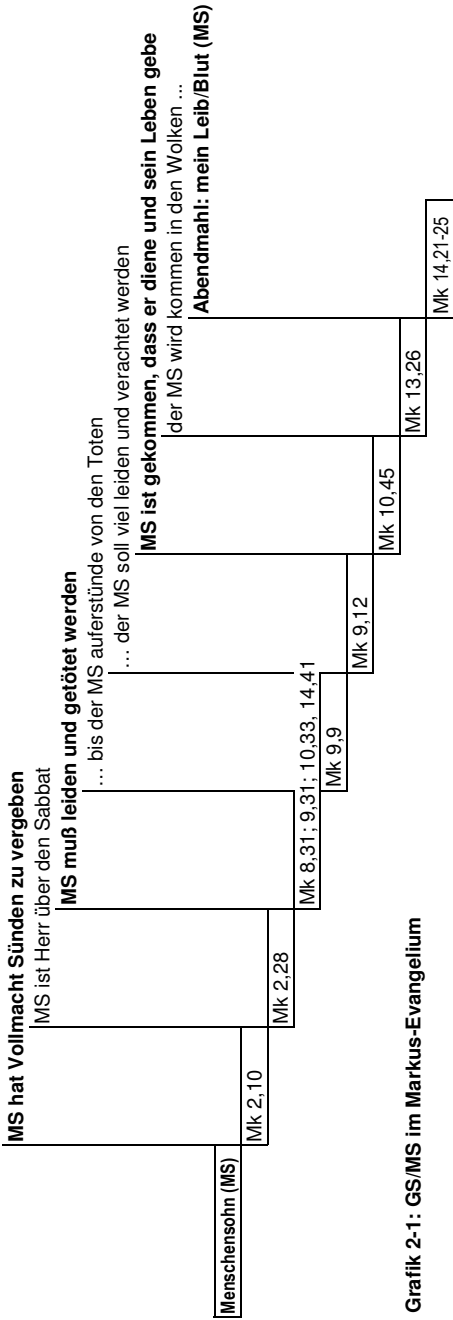 MS hat Vollmacht Sünden zu vergeben
MS ist Herr über den Sabbat
MS muß leiden und getötet werden
… bis der MS auferstünde von den Toten
… der MS soll viel leiden und verachtet werden
MS ist gekommen, dass er diene und sein Leben gebe
der MS wird kommen in den Wolken ...
Abendmahl: mein Leib/Blut (MS)
Menschensohn (MS)
Mk 2,10
Mk 2,28
Mk 8,31; 9,31; 10,33, 14,41
Mk 9,9
Mk 9,12
Mk 10,45
Mk 13,26
Mk 14,21-25
Grafik 2-1: GS/MS im Markus-Evangelium